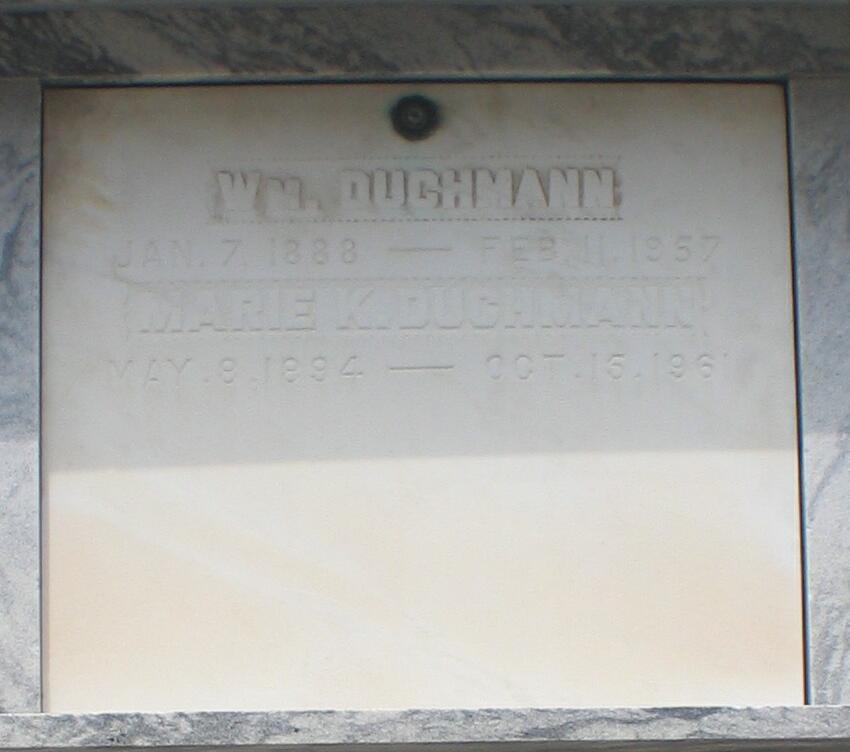 WM. DUCHMANN
JAN. 7, 1888 — FEB. 11, 1957
MARIE K. DUCHMANN
MAY. 8, 1894 — OCT. 15, 1961